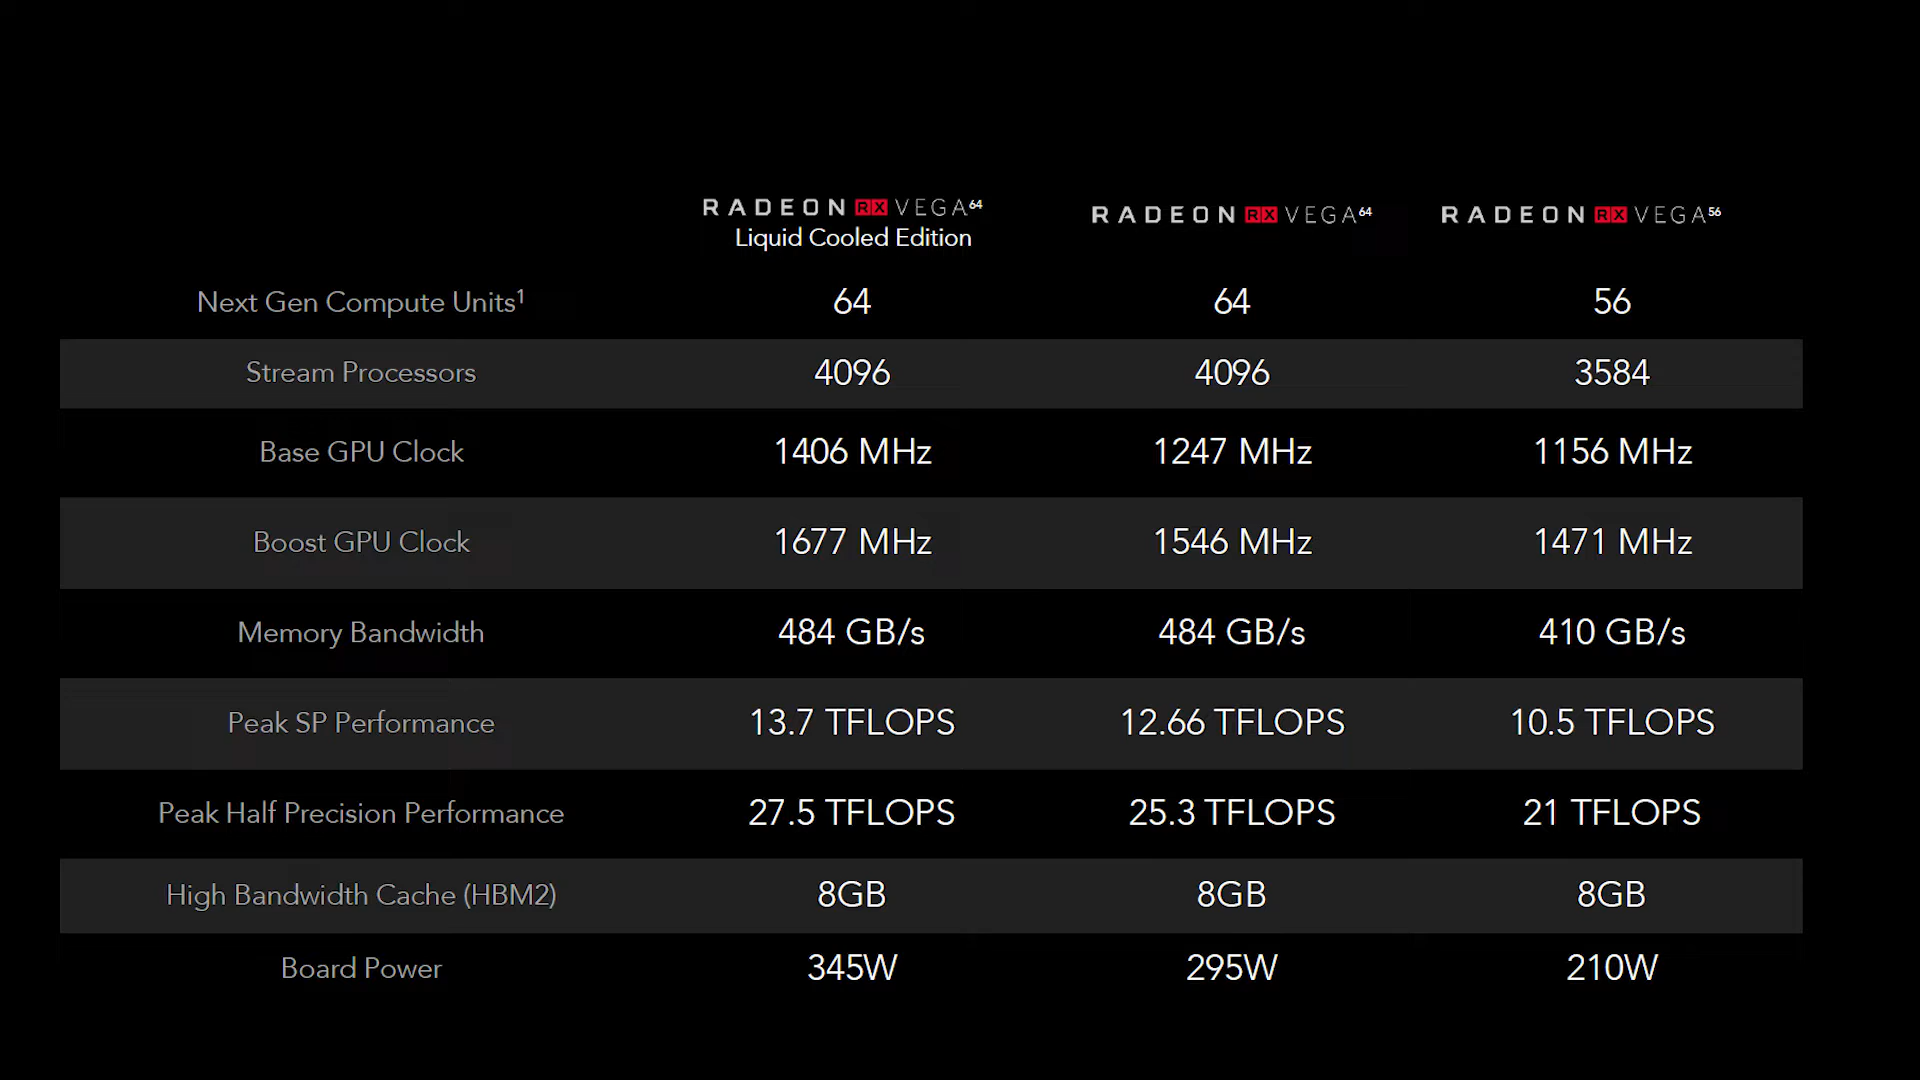 RADEON RX VEGA⁶⁴
Liquid Cooled Edition
RADEON RX VEGA⁶⁴
RADEON RX VEGA⁵⁶
Next Gen Compute Units¹ 64 64 56
Stream Processors 4096 4096 3584
Base GPU Clock 1406 MHz 1247 MHz 1156 MHz
Boost GPU Clock 1677 MHz 1546 MHz 1471 MHz
Memory Bandwidth 484 GB/s 484 GB/s 410 GB/s
Peak SP Performance 13.7 TFLOPS 12.66 TFLOPS 10.5 TFLOPS
Peak Half Precision Performance 27.5 TFLOPS 25.3 TFLOPS 21 TFLOPS
High Bandwidth Cache (HBM2) 8GB 8GB 8GB
Board Power 345W 295W 210W